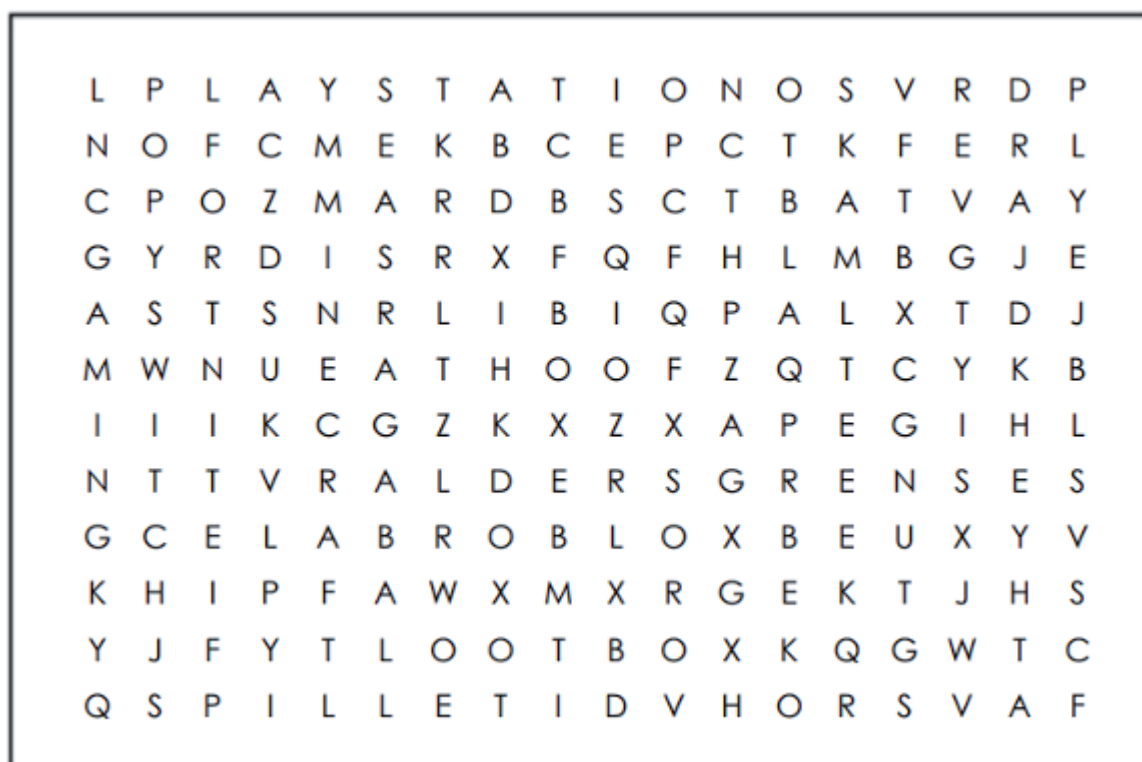 L P L A Y S T A T I O N O S V R D P
N O F C M E K B C E P C T K F E R L
C P O Z M A R D B S C T B A T V A Y
G Y R D I S R X F Q F H L M B G J E
A S T S N R L I B I Q P A L X T D J
M W N U E A T H O O F Z Q T C Y K B
I I I K C G Z K X Z X A P E G I H L
N T T V R A L D E R S G R E N S E S
G C E L A B R O B L O X B E U X Y V
K H I P F A W X M X R G E K T J H S
Y J F Y T L O O T B O X K Q G W T C
Q S P I L L E T I D V H O R S V A F